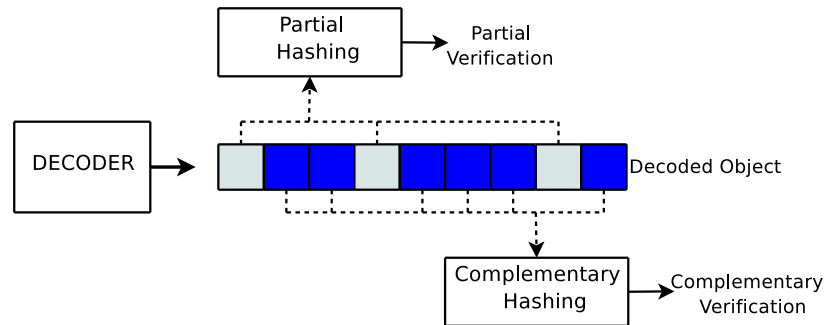 Partial
Hashing
Partial
Verification
DECODER
Decoded Object
Complementary
Hashing
Complementary
Verification